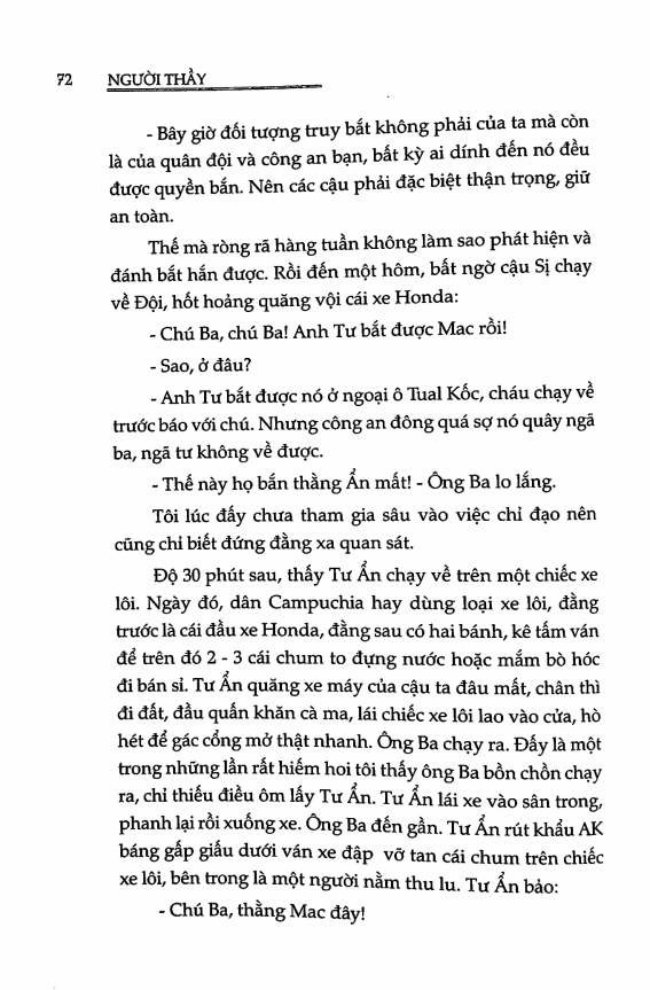 72 NGƯỜI THẦY
- Bây giờ đối tượng truy bắt không phải của ta mà còn
là của quân đội và công an bạn, bất kỳ ai dính đến nó đều
được quyền bắn. Nên các cậu phải đặc biệt thận trọng, giữ
an toàn.
Thế mà ròng rã hàng tuần không làm sao phát hiện và
đánh bắt hắn được. Rồi đến một hôm, bất ngờ cậu Sị chạy
về Đội, hốt hoảng quăng vội cái xe Honda:
- Chú Ba, chú Ba! Anh Tư bắt được Mac rồi!
- Sao, ở đâu?
- Anh Tư bắt được nó ở ngoại ô Tual Kốc, cháu chạy về
trước báo với chú. Nhưng công an đông quá sợ nó quây ngã
ba, ngã tư không về được.
- Thế này họ bắn thằng Ẩn mất! - Ông Ba lo lắng.
Tôi lúc đấy chưa tham gia sâu vào việc chỉ đạo nên
cũng chỉ biết đứng đằng xa quan sát.
Độ 30 phút sau, thấy Tư Ẩn chạy về trên một chiếc xe
lôi. Ngày đó, dân Campuchia hay dùng loại xe lôi, đằng
trước là cái đầu xe Honda, đằng sau có hai bánh, kê tấm ván
để trên đó 2 - 3 cái chum to đựng nước hoặc mắm bò hóc
đi bán sỉ. Tư Ẩn quăng xe máy của cậu ta đâu mất, chân thì
đi đất, đầu quấn khăn cà ma, lái chiếc xe lôi lao vào cửa, hò
hét để gác cổng mở thật nhanh. Ông Ba chạy ra. Đấy là một
trong những lần rất hiếm hoi tôi thấy ông Ba bồn chồn chạy
ra, chỉ thiếu điều ôm lấy Tư Ẩn. Tư Ẩn lái xe vào sân trong,
phanh lại rồi xuống xe. Ông Ba đến gần. Tư Ẩn rút khẩu AK
báng gấp giấu dưới ván xe đập vỡ tan cái chum trên chiếc
xe lôi, bên trong là một người nằm thu lu. Tư Ẩn bảo:
- Chú Ba, thằng Mac đây!